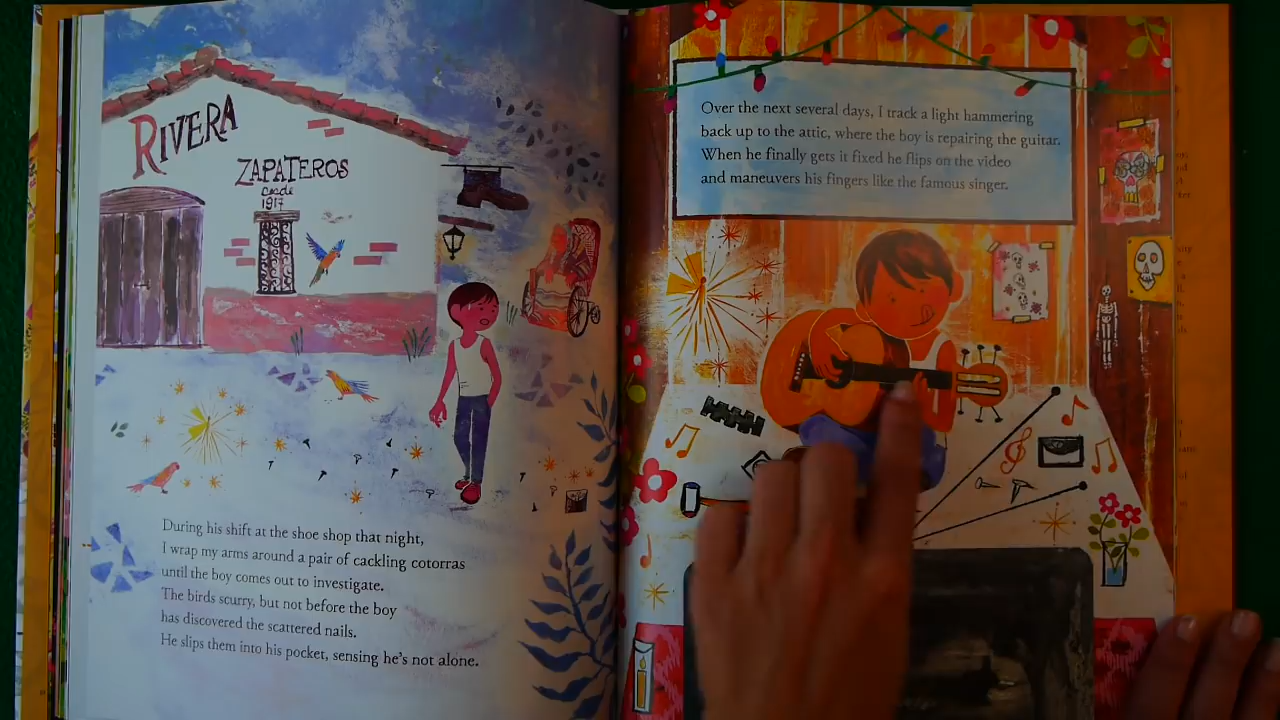 RIVERA
ZAPATEROS
desde
1917
During his shift at the shoe shop that night,
I wrap my arms around a pair of cackling cotorras
until the boy comes out to investigate.
The birds scurry, but not before the boy
has discovered the scattered nails.
He slips them into his pocket, sensing he's not alone.
Over the next several days, I track a light hammering
back up to the attic, where the boy is repairing the guitar.
When he finally gets it fixed he flips on the video
and maneuvers his fingers like the famous singer.